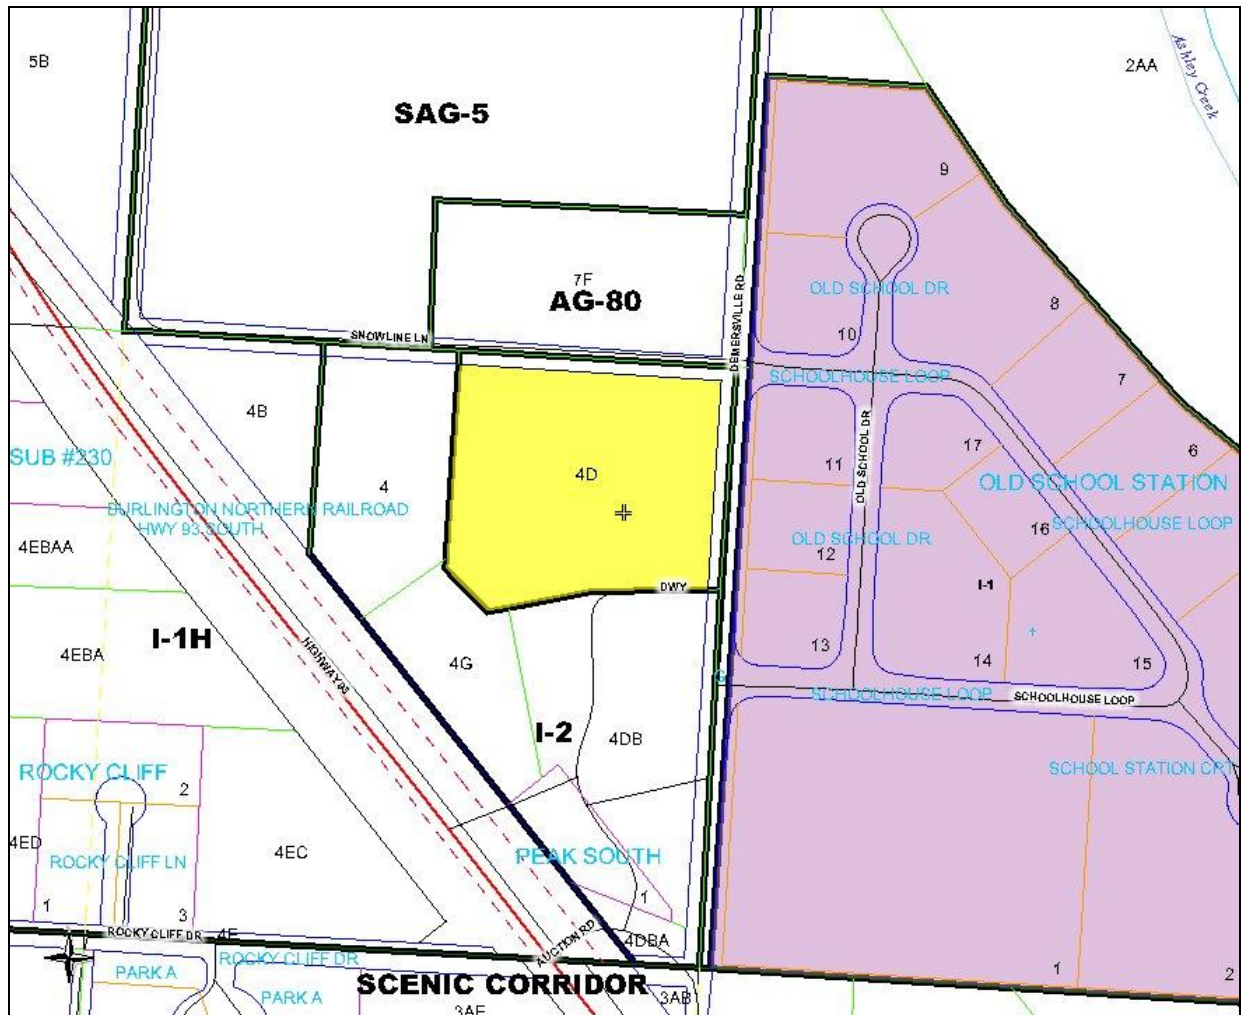 5B
2AA
Ashley Creek
SAG-5
9
7F
AG-80
OLD SCHOOL DR
DEMERSVILLE RD
8
SNOWLINE LN
10
SCHOOLHOUSE LOOP
7
4B
17
6
SUB #230
4
4D
11
OLD SCHOOL DR
OLD SCHOOL STATION
BURLINGTON NORTHERN RAILROAD
HWY 93 SOUTH
16
SCHOOLHOUSE LOOP
4EBAA
OLD SCHOOL DR
12
DWY
I-1
I-1H
4EBA
HIGHWAY 93
4G
13
14
15
G
SCHOOLHOUSE LOOP
SCHOOLHOUSE LOOP
I-2
4DB
ROCKY CLIFF
2
SCHOOL STATION CRT
4ED
ROCKY CLIFF LN
4EC
PEAK SOUTH
1
3
1
ROCKY CLIFF DR
4F
AUCTION RD
4DBA
PARK A
ROCKY CLIFF DR
SCENIC CORRIDOR
PARK A
3AB
3AE
1
2